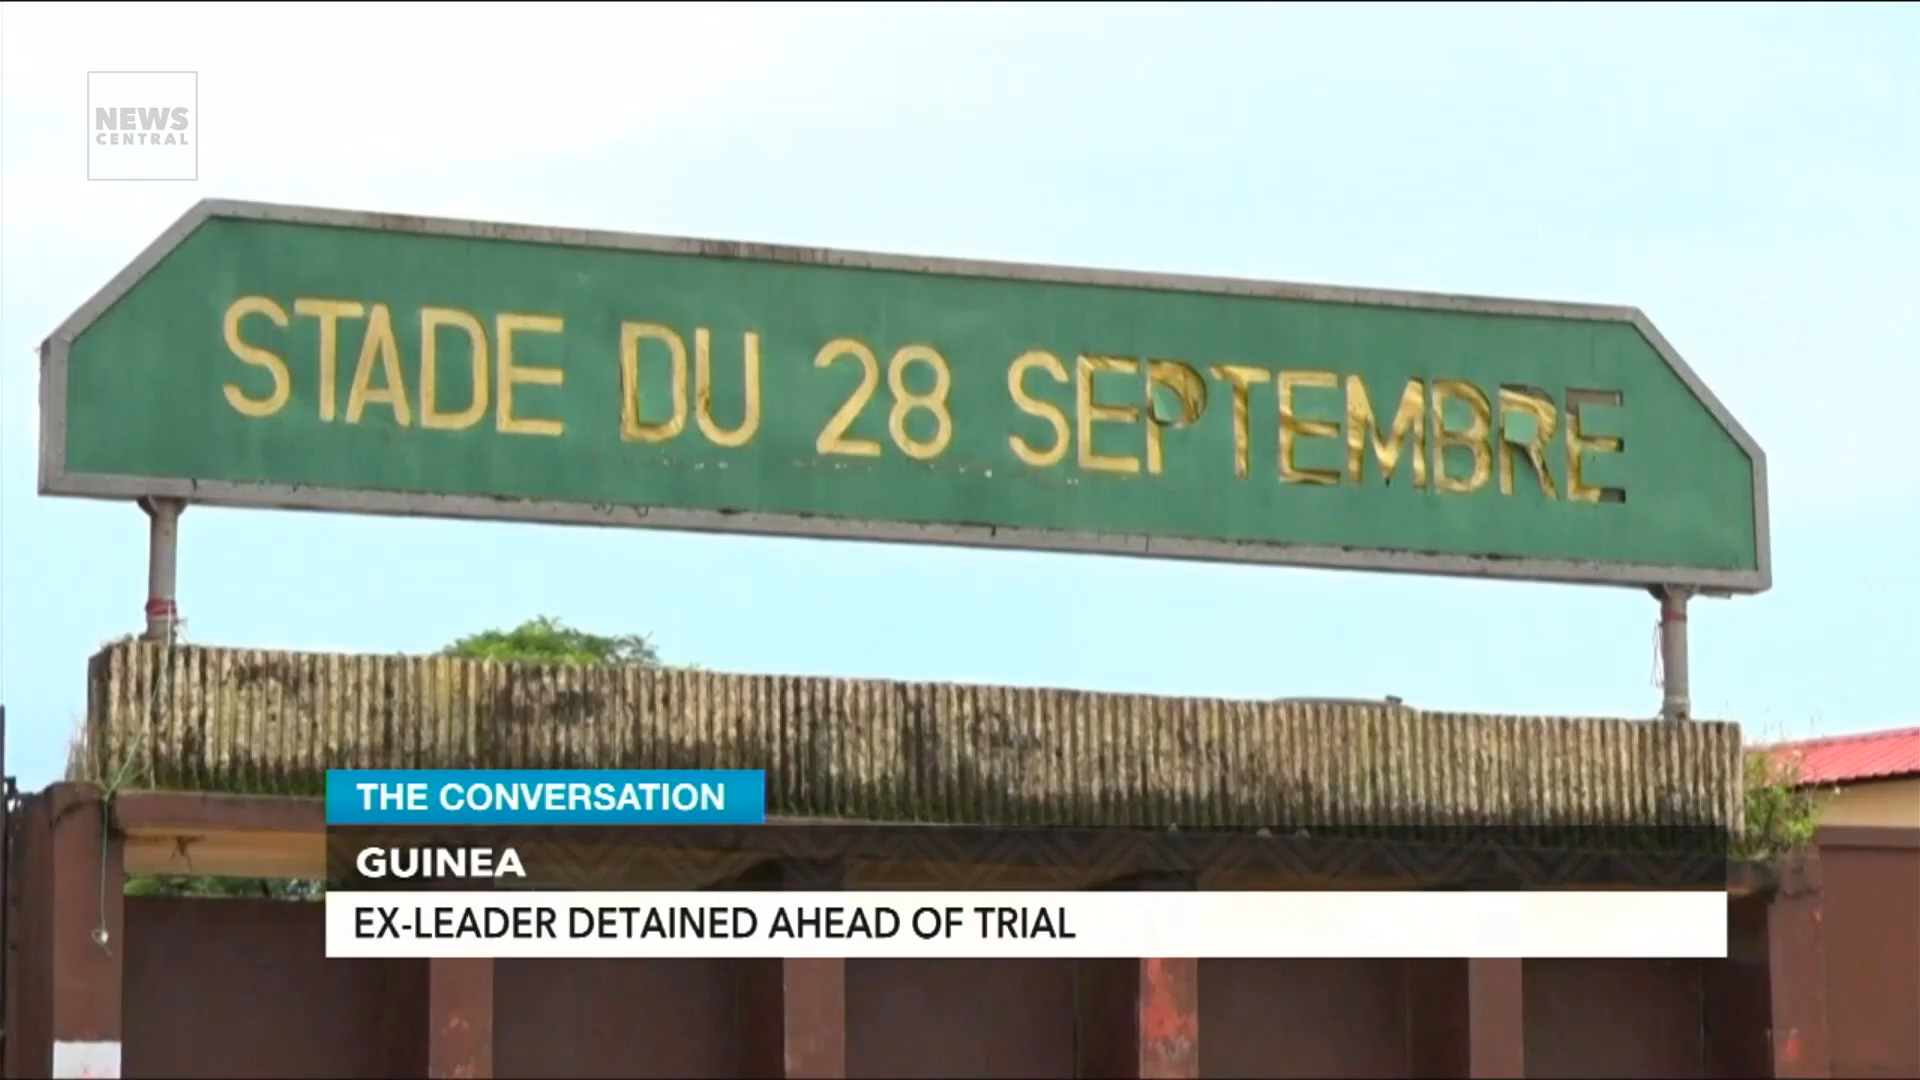 NEWS
CENTRAL
STADE DU 28 SEPTEMBRE
THE CONVERSATION
GUINEA
EX-LEADER DETAINED AHEAD OF TRIAL